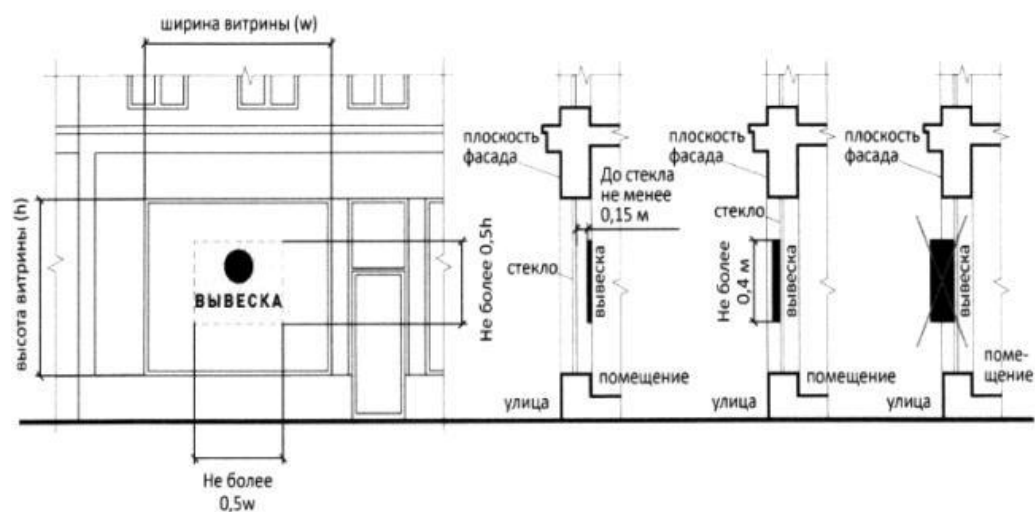 ширина витрины (w)
высота витрины (h)
ВЫВЕСКА
Не более 0,5h
Не более
0,5w
плоскость
фасада
До стекла
не менее
0,15 м
стекло
вывеска
помещение
улица
плоскость
фасада
стекло
Не более
0,4 м
вывеска
помещение
улица
плоскость
фасада
вывеска
поме-
щение
улица